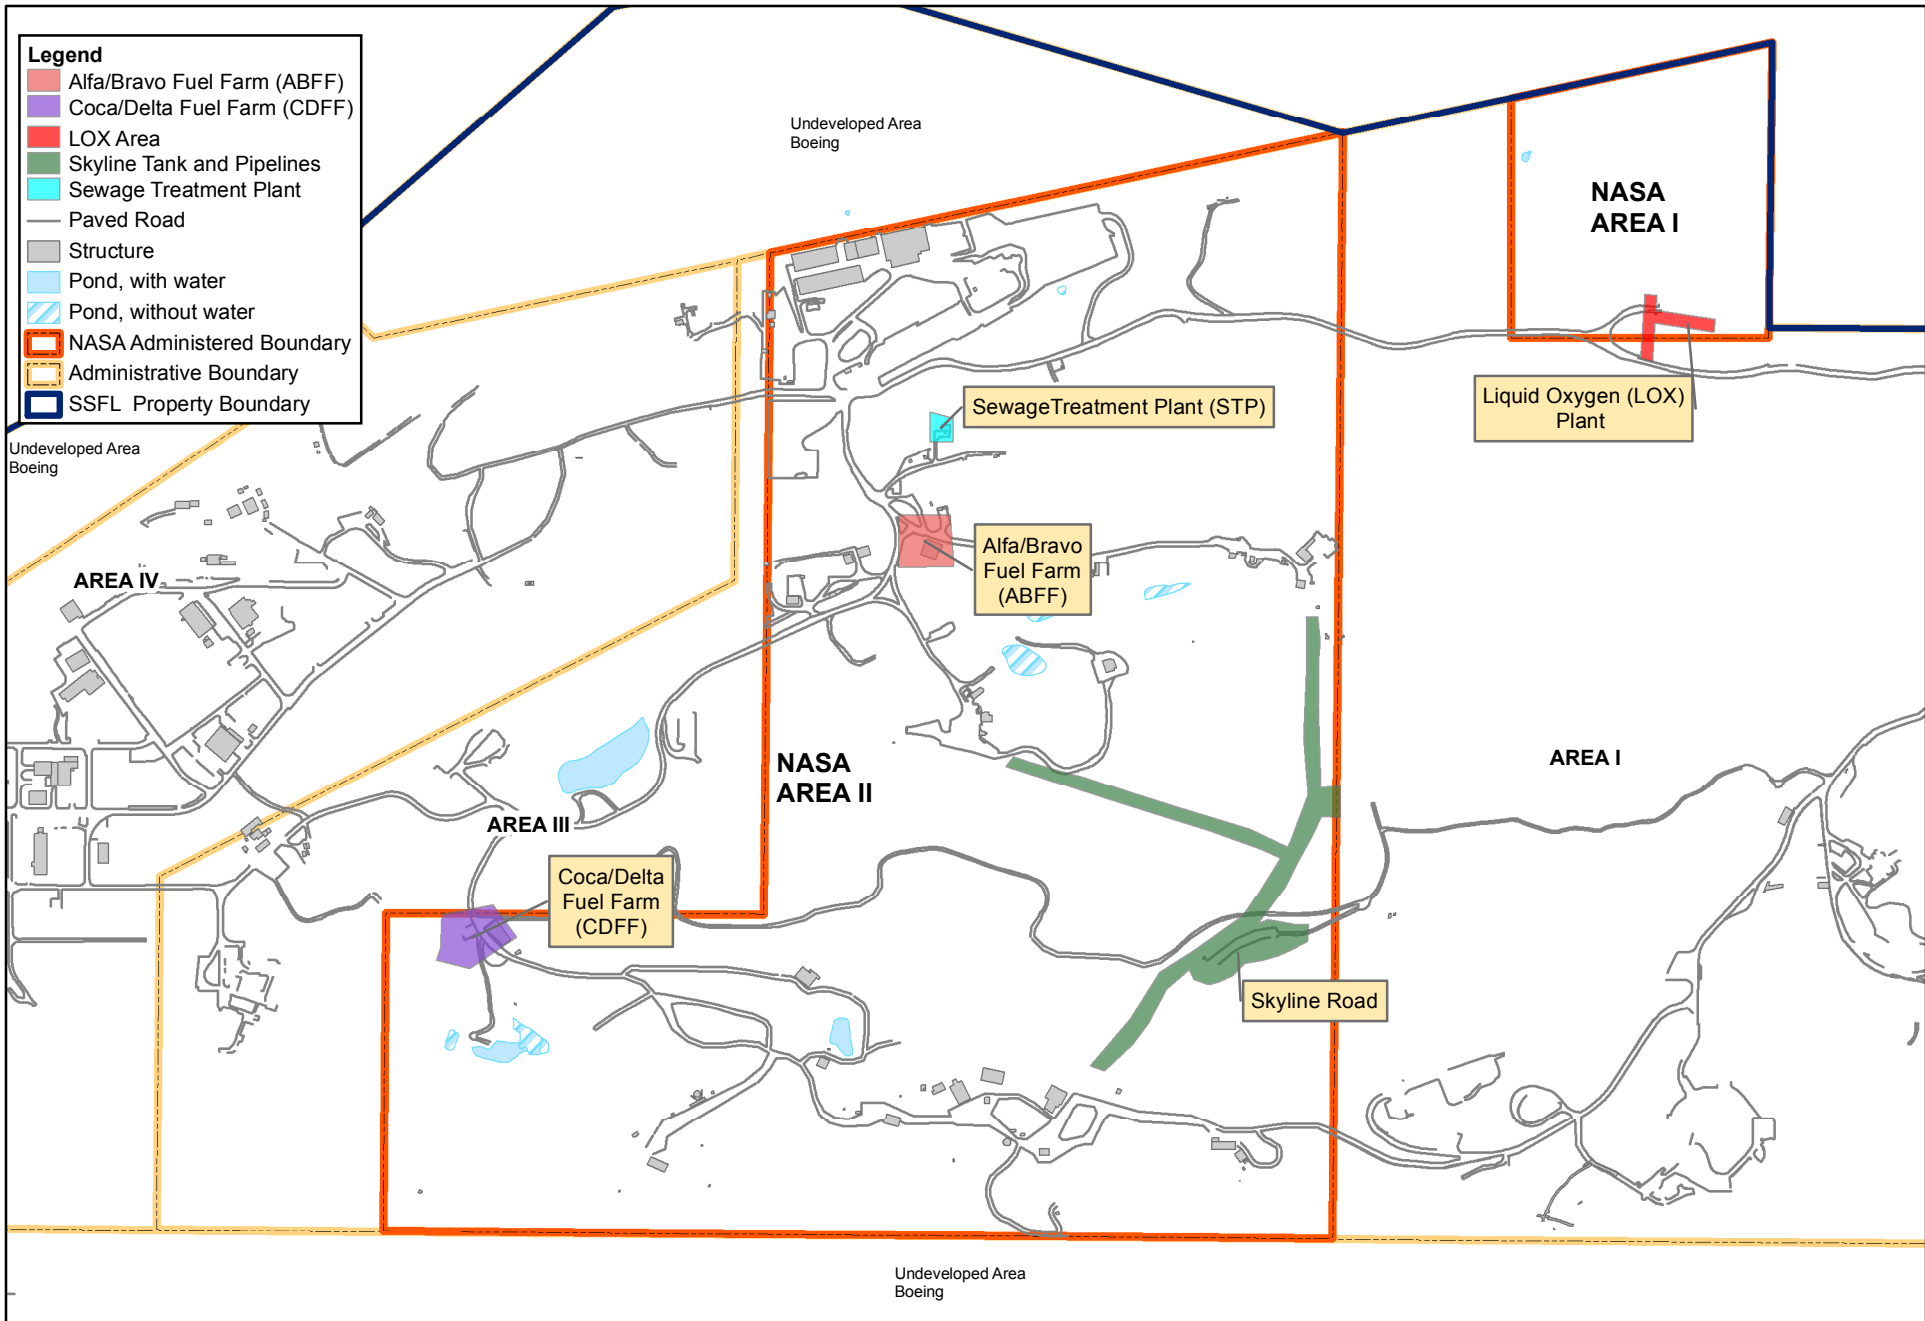 Legend
Alfa/Bravo Fuel Farm (ABFF)
Coca/Delta Fuel Farm (CDFF)
LOX Area
Skyline Tank and Pipelines
Sewage Treatment Plant
Paved Road
Structure
Pond, with water
Pond, without water
NASA Administered Boundary
Administrative Boundary
SSFL Property Boundary
Undeveloped Area
Boeing
NASA
AREA I
Liquid Oxygen (LOX)
Plant
SewageTreatment Plant (STP)
Undeveloped Area
Boeing
Alfa/Bravo
Fuel Farm
(ABFF)
AREA IV
NASA
AREA II
AREA I
AREA III
Coca/Delta
Fuel Farm
(CDFF)
Skyline Road
Undeveloped Area
Boeing